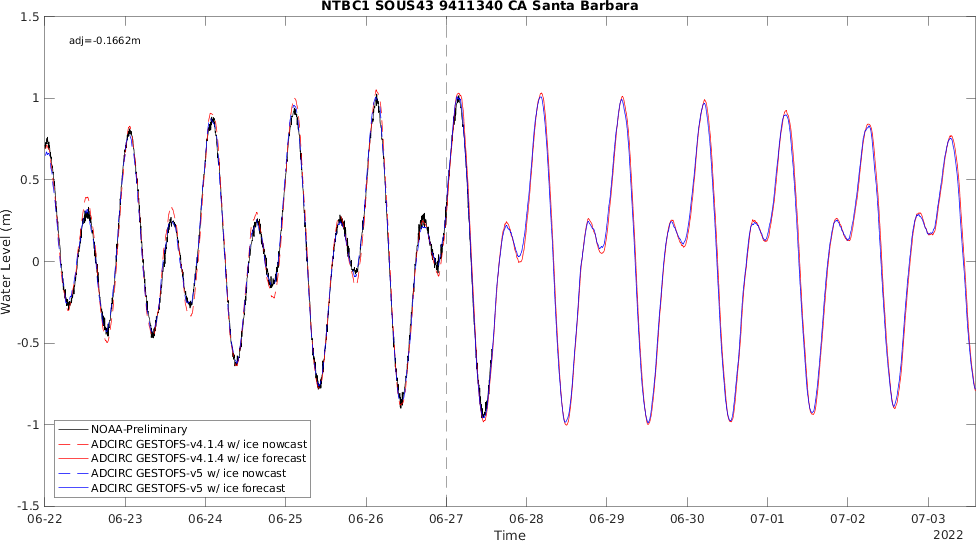 NTBC1 SOUS43 9411340 CA Santa Barbara
adj=-0.1662m
Water Level (m)
1.5
1
0.5
0
-0.5
-1
-1.5
NOAA-Preliminary
ADCIRC GESTOFS-v4.1.4 w/ ice nowcast
ADCIRC GESTOFS-v4.1.4 w/ ice forecast
ADCIRC GESTOFS-v5 w/ ice nowcast
ADCIRC GESTOFS-v5 w/ ice forecast
06-22 06-23 06-24 06-25 06-26 06-27 06-28 06-29 06-30 07-01 07-02 07-03
Time
2022